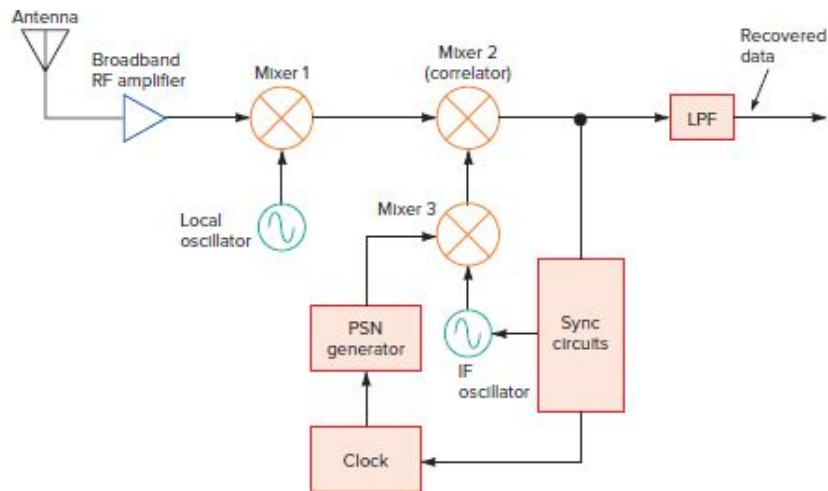 Antenna
Broadband
RF amplifier
Mixer 1
Mixer 2
(correlator)
Recovered
data
LPF
Local
oscillator
Mixer 3
PSN
generator
IF
oscillator
Sync
circuits
Clock